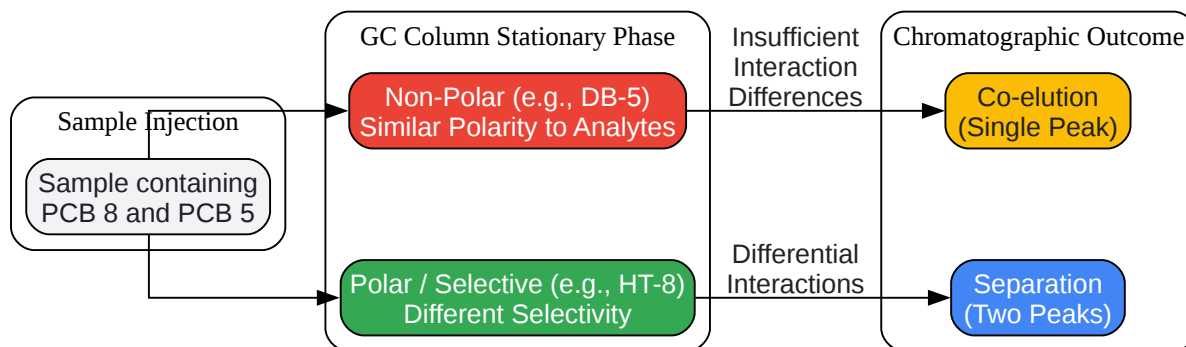 Sample Injection
Sample containing
PCB 8 and PCB 5
GC Column Stationary Phase
Non-Polar (e.g., DB-5)
Similar Polarity to Analytes
Polar / Selective (e.g., HT-8)
Different Selectivity
Insufficient
Interaction
Differences
Differential
Interactions
Chromatographic Outcome
Co-elution
(Single Peak)
Separation
(Two Peaks)